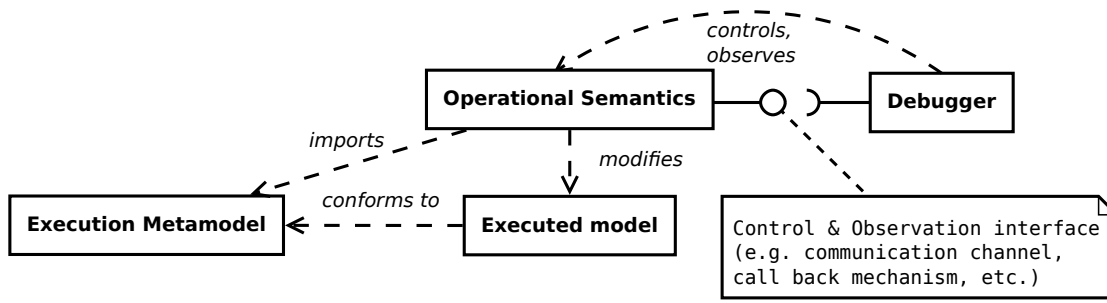 controls,
observes
Operational Semantics
Debugger
imports
modifies
conforms to
Execution Metamodel
Executed model
Control & Observation interface
(e.g. communication channel,
call back mechanism, etc.)